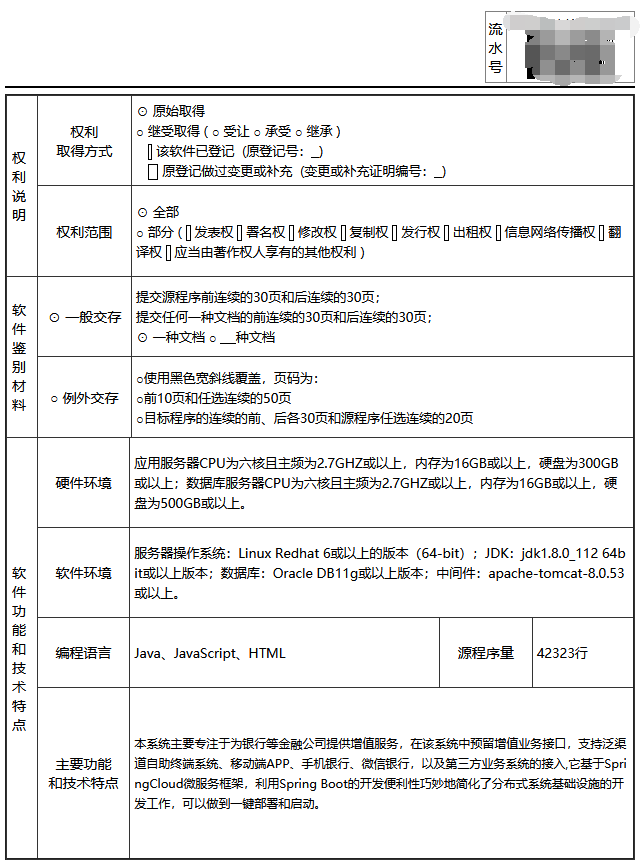 流水号
权利说明
权利
取得方式
⊙ 原始取得
○ 继受取得 ( ○ 受让 ○ 承受 ○ 继承 )
□ 该软件已登记 (原登记号: _)
□ 原登记做过变更或补充 (变更或补充证明编号: _)
权利范围
⊙ 全部
○ 部分 ( □ 发表权 □ 署名权 □ 修改权 □ 复制权 □ 发行权 □ 出租权 □ 信息网络传播权 □ 翻
译权 □ 应当由著作权人享有的其他权利 )
软件鉴别材料
⊙ 一般交存
提交源程序前连续的30页和后连续的30页;
提交任何一种文档的前连续的30页和后连续的30页;
⊙ 一种文档 ○ __种文档
○ 例外交存
○使用黑色宽斜线覆盖, 页码为:
○前10页和任选连续的50页
○目标程序的连续的前、后各30页和源程序任选连续的20页
软件功能和技术特点
硬件环境
应用服务器CPU为六核且主频为2.7GHZ或以上，内存为16GB或以上，硬盘为300GB
或以上；数据库服务器CPU为六核且主频为2.7GHZ或以上，内存为16GB或以上，硬
盘为500GB或以上。
软件环境
服务器操作系统：Linux Redhat 6或以上的版本（64-bit）；JDK：jdk1.8.0_112 64b
it或以上版本；数据库：Oracle DB11g或以上版本；中间件：apache-tomcat-8.0.53
或以上。
编程语言
Java、JavaScript、HTML
源程序量
42323行
主要功能
和技术特点
本系统主要专注于为银行等金融公司提供增值服务，在该系统中预留增值业务接口，支持泛渠
道自助终端系统、移动端APP、手机银行、微信银行，以及第三方业务系统的接入,它基于Spri
ngCloud微服务框架，利用Spring Boot的开发便利性巧妙地简化了分布式系统基础设施的开
发工作，可以做到一键部署和启动。